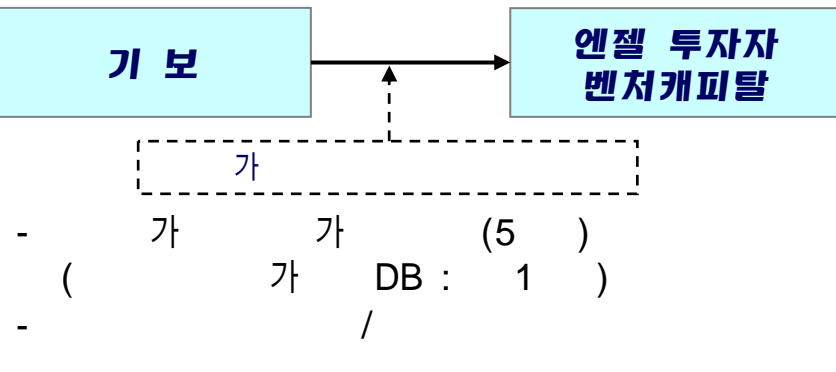 기 보
엔젤 투자자
벤처캐피탈
가
- 가 가 (5 )
( 가 DB : 1 )
- /